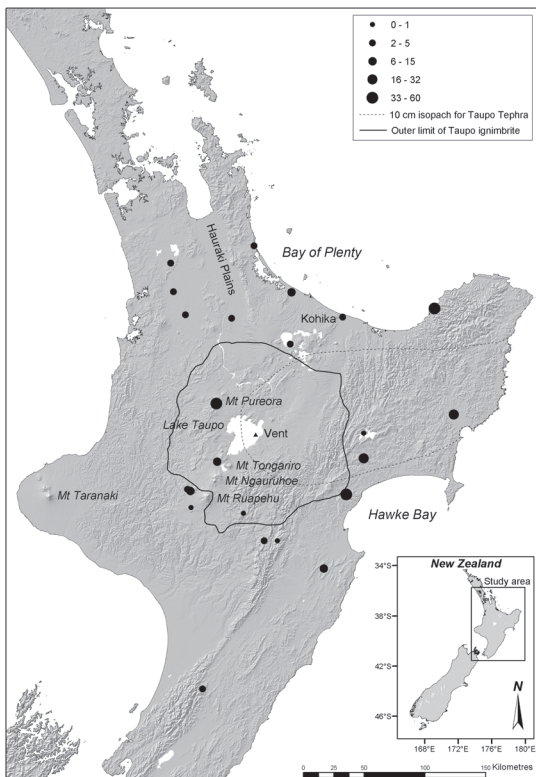 0 - 1
2 - 5
6 - 15
16 - 32
33 - 60
10 cm isopach for Taupo Tephra
Outer limit of Taupo ignimbrite
Hauraki Plains
Bay of Plenty
Kohika
Mt Pureora
Lake Taupo
Vent
Mt Tongariro
Mt Ngauruhoe
Mt Taranaki
Mt Ruapehu
Hawke Bay
New Zealand
Study area
34°S
38°S
42°S
46°S
N
168°E 172°E 176°E 180°E
0 25 50 100 150 Kilometres